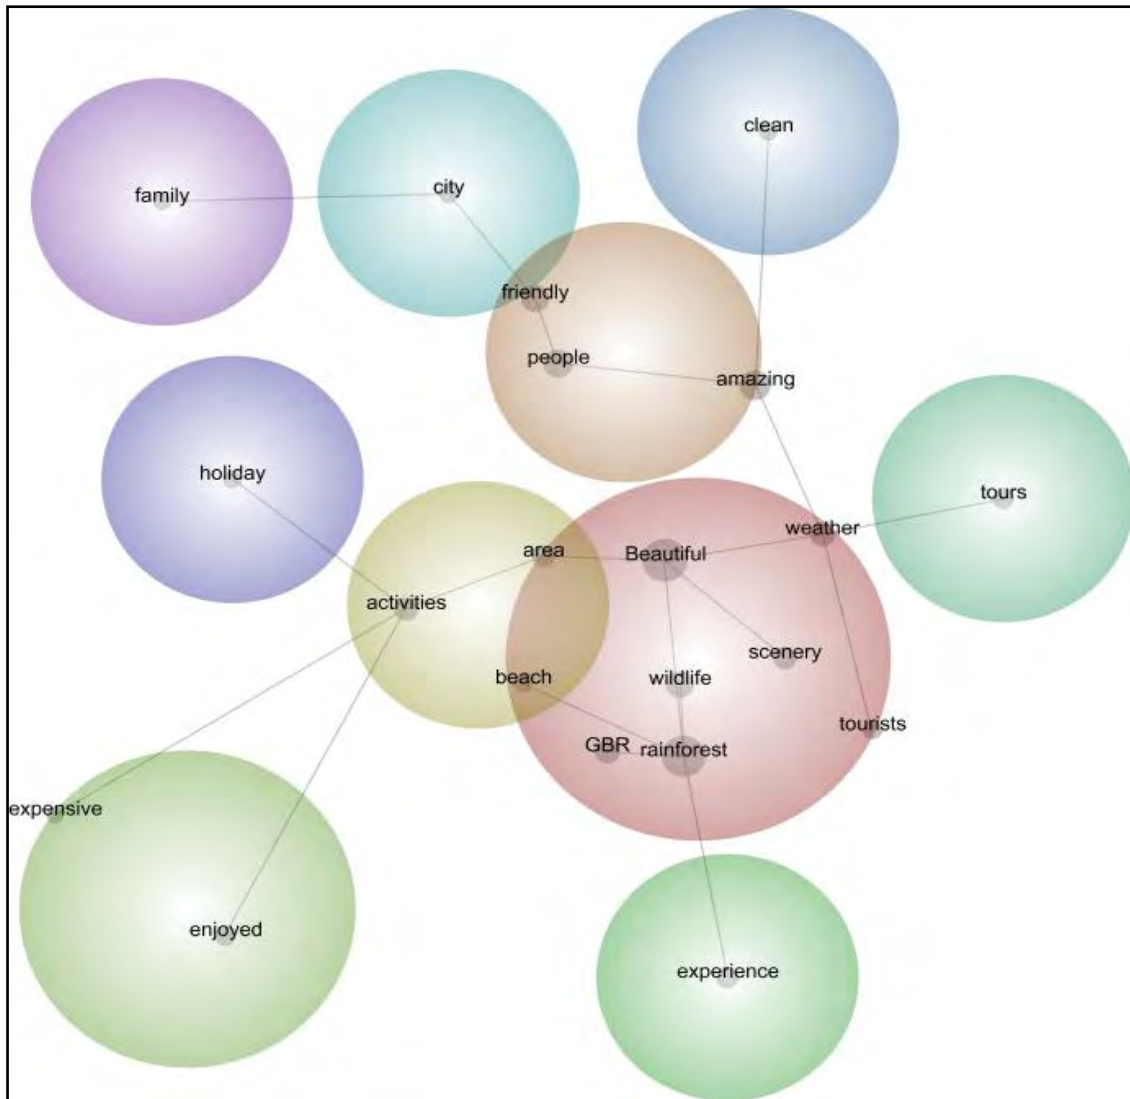 clean
family
city
friendly
people
amazing
holiday
tours
weather
area
Beautiful
activities
scenery
beach
wildlife
tourists
GBR
rainforest
expensive
enjoyed
experience